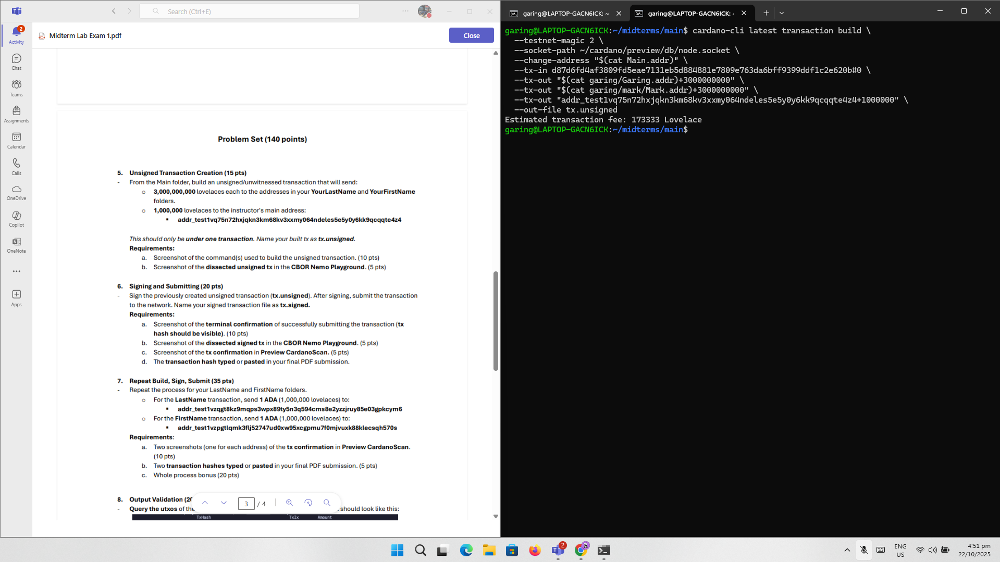 Search (Ctrl+E)
2
Activity
Chat
Teams
Assignments
Calendar
Calls
OneDrive
Copilot
OneNote
Apps
Midterm Lab Exam 1.pdf
Close
Problem Set (140 points)
5. Unsigned Transaction Creation (15 pts)
- From the Main folder, build an unsigned/unwitnessed transaction that will send:
o 3,000,000,000 lovelaces each to the addresses in your YourLastName and YourFirstName
folders.
o 1,000,000 lovelaces to the instructor's main address:
▪ addr_test1vq75n72hxjqkn3km68kv3xxmy064ndeles5e5y0y6kk9qcqqte4z4
This should only be under one transaction. Name your built tx as tx.unsigned.
Requirements:
a. Screenshot of the command(s) used to build the unsigned transaction. (10 pts)
b. Screenshot of the dissected unsigned tx in the CBOR Nemo Playground. (5 pts)
6. Signing and Submitting (20 pts)
- Sign the previously created unsigned transaction (tx.unsigned). After signing, submit the transaction
to the network. Name your signed transaction file as tx.signed.
Requirements:
a. Screenshot of the terminal confirmation of successfully submitting the transaction (tx
hash should be visible). (10 pts)
b. Screenshot of the dissected signed tx in the CBOR Nemo Playground. (5 pts)
c. Screenshot of the tx confirmation in Preview CardanoScan. (5 pts)
d. The transaction hash typed or pasted in your final PDF submission.
7. Repeat Build, Sign, Submit (35 pts)
- Repeat the process for your LastName and FirstName folders.
o For the LastName transaction, send 1 ADA (1,000,000 lovelaces) to:
▪ addr_test1vzqgt8kz9mqps3wpx89ty5n3q594cms8e2yzzjruy85e03gpkcym6
o For the FirstName transaction, send 1 ADA (1,000,000 lovelaces) to:
▪ addr_test1vzpgtlqmk3flj52747ud0xw95xcgpmu7f0mjvuxk88klecsqh570s
Requirements:
a. Two screenshots (one for each address) of the tx confirmation in Preview CardanoScan.
(10 pts)
b. Two transaction hashes typed or pasted in your final PDF submission. (5 pts)
c. Whole process bonus (20 pts)
8. Output Validation (20
- Query the utxos of the should look like this:
TxHash TxIx Amount
3 / 4
garing@LAPTOP-GACN6ICK: ~
garing@LAPTOP-GACN6ICK: -
garing@LAPTOP-GACN6ICK:~/midterms/main$ cardano-cli latest transaction build \
--testnet-magic 2 \
--socket-path ~/cardano/preview/db/node.socket \
--change-address "$(cat Main.addr)" \
--tx-in d87d6fd4af3809fd5eae7131eb5d884881e7809e763da6bff9399ddf1c2e620b#0 \
--tx-out "$(cat garing/Garing.addr)+3000000000" \
--tx-out "$(cat garing/mark/Mark.addr)+3000000000" \
--tx-out "addr_test1vq75n72hxjqkn3km68kv3xxmy064ndeles5e5y0y6kk9qcqqte4z4+1000000" \
--out-file tx.unsigned
Estimated transaction fee: 173333 Lovelace
garing@LAPTOP-GACN6ICK:~/midterms/main$
2
ENG
US
4:51 pm
22/10/2025